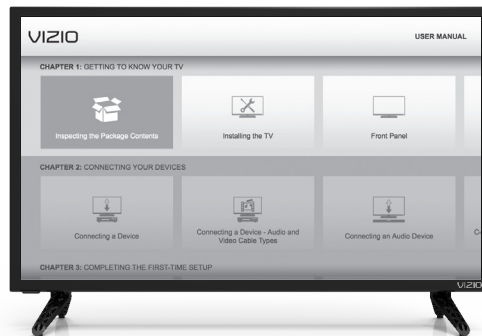 VIZIO
USER MANUAL
CHAPTER 1: GETTING TO KNOW YOUR TV
Inspecting the Package Contents
Installing the TV
Front Panel
CHAPTER 2: CONNECTING YOUR DEVICES
Connecting a Device
Connecting a Device - Audio and
Video Cable Types
Connecting an Audio Device
CHAPTER 3: COMPLETING THE FIRST-TIME SETUP
VIZIO